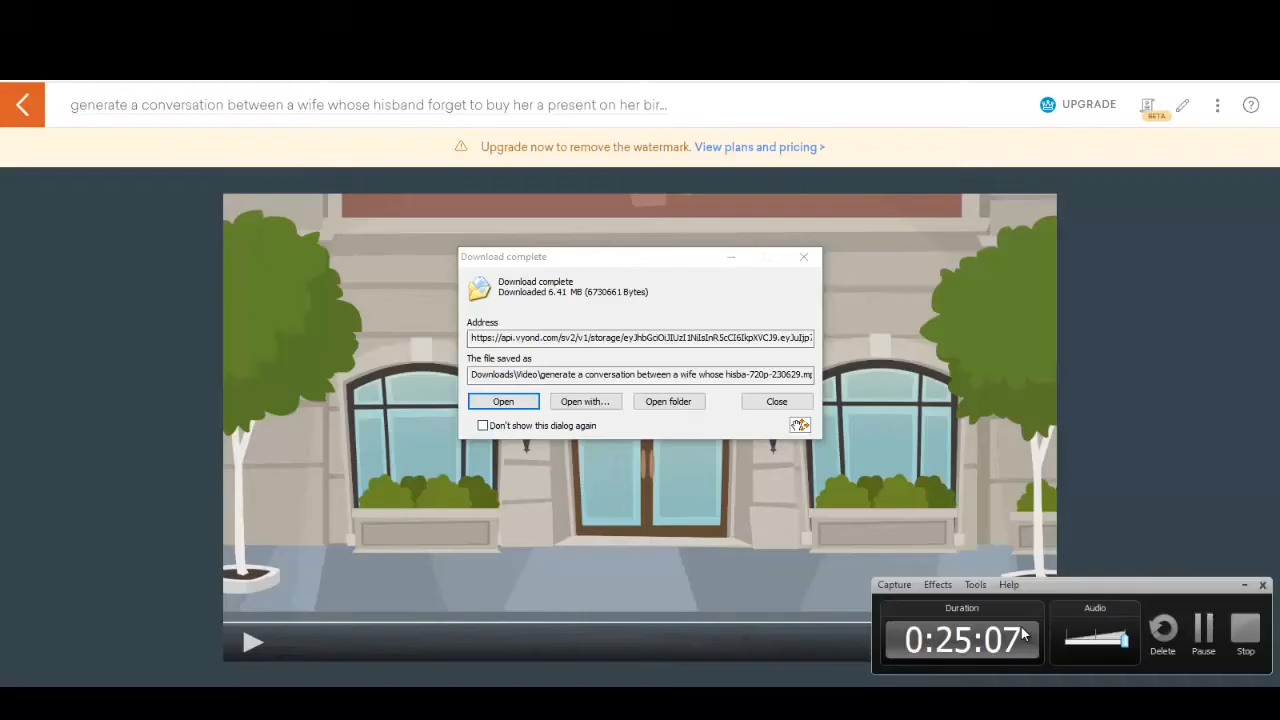 generate a conversation between a wife whose hisband forget to buy her a present on her bir...
UPGRADE
BETA
Upgrade now to remove the watermark. View plans and pricing >
Download complete
Download complete
Downloaded 6.41 MB (6730661 Bytes)
Address
https://api.vyond.com/sv2/v1/storage/
The file saved as
Downloads\Video\generate a conversation between a wife whose hisba-720p-230629.mp
Open
Open with...
Open folder
Close
Don't show this dialog again
Capture Effects Tools Help
Duration
Audio
0:25:07
Delete
Pause
Stop